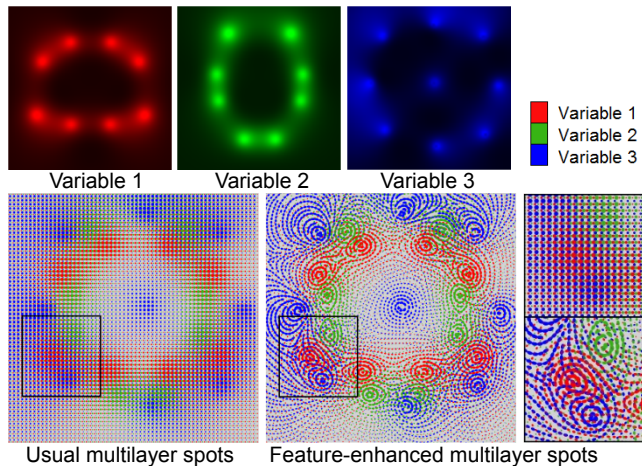 Variable 1
Variable 2
Variable 3
Variable 1
Variable 2
Variable 3
Usual multilayer spots
Feature-enhanced multilayer spots